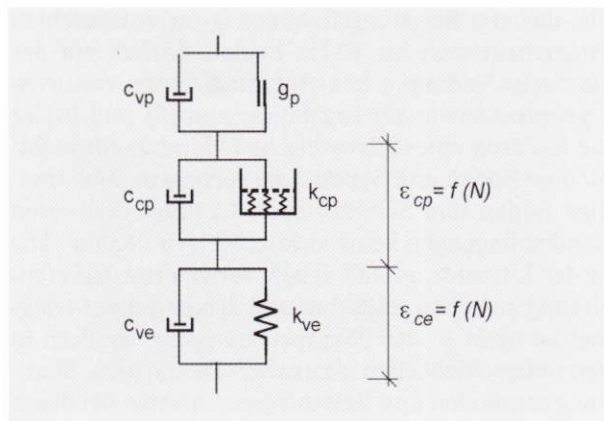 c_vp
g_p
c_cp
k_cp
ε_cp = f (N)
c_ve
k_ve
ε_ce = f (N)